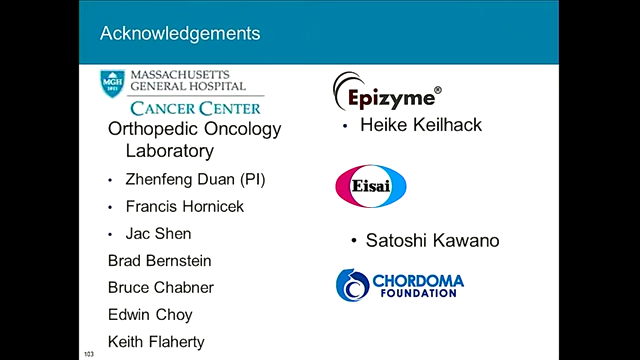 Acknowledgements
MGH
1811
MASSACHUSETTS
GENERAL HOSPITAL
CANCER CENTER
Orthopedic Oncology
Laboratory
• Zhenfeng Duan (PI)
• Francis Hornicek
• Jac Shen
Brad Bernstein
Bruce Chabner
Edwin Choy
Keith Flaherty
Epizyme®
• Heike Keilhack
Eisai
• Satoshi Kawano
CHORDOMA
FOUNDATION
103